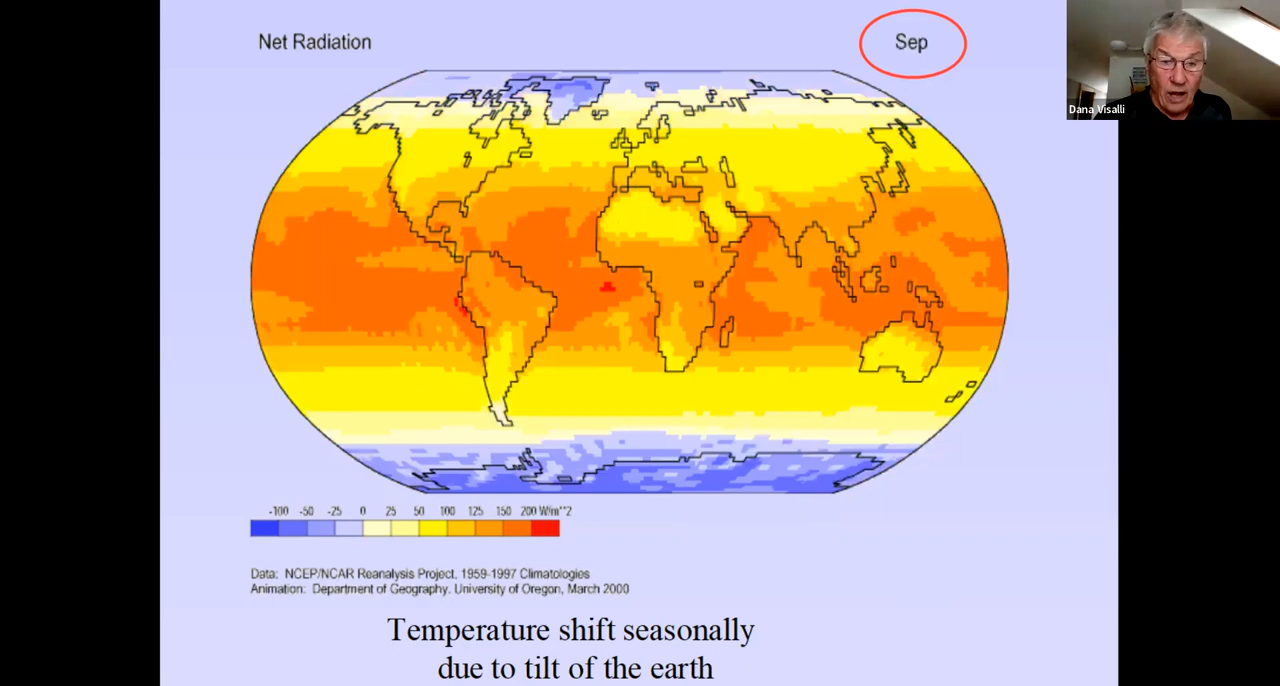 Net Radiation
Sep
Dana Visalli
-100 -50 -25 0 25 50 100 125 150 200 W/m**2
Data: NCEP/NCAR Reanalysis Project, 1959-1997 Climatologies
Animation: Department of Geography, University of Oregon, March 2000
Temperature shift seasonally
due to tilt of the earth